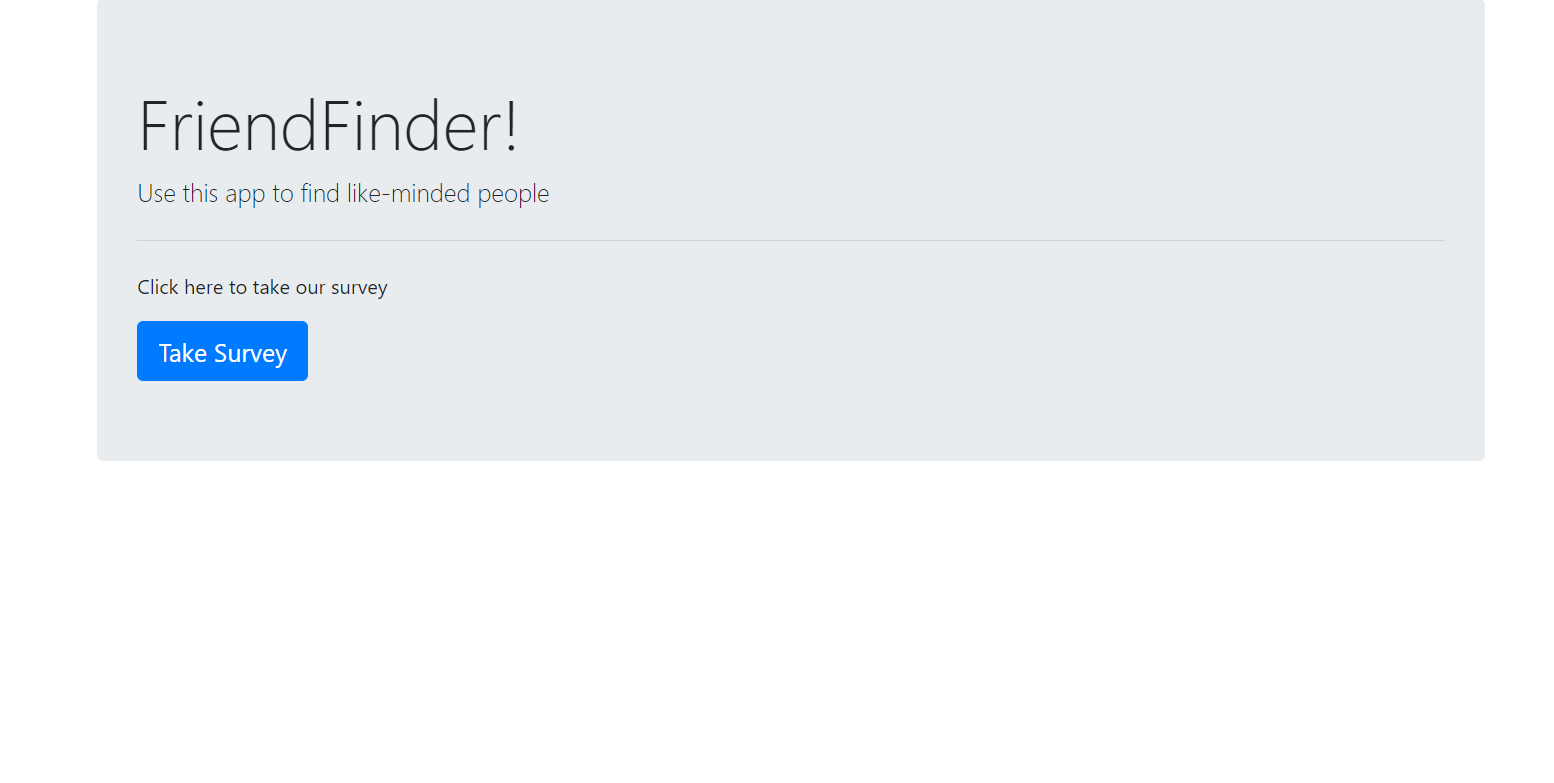 FriendFinder!
Use this app to find like-minded people
Click here to take our survey
Take Survey